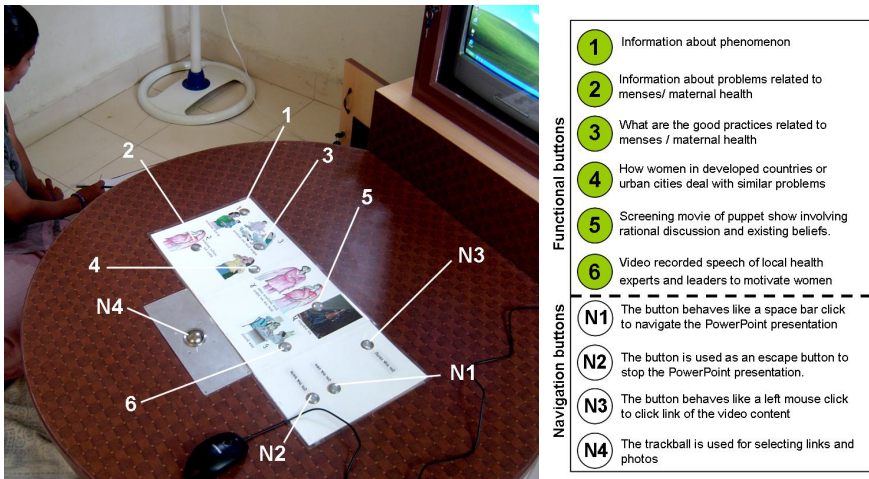 1
2
3
5
N3
4
N4
6
N1
N2
Functional buttons
1 Information about phenomenon
2 Information about problems related to
menses/ maternal health
3 What are the good practices related to
menses / maternal health
4 How women in developed countries or
urban cities deal with similar problems
5 Screening movie of puppet show involving
rational discussion and existing beliefs.
6 Video recorded speech of local health
experts and leaders to motivate women
Navigation buttons
N1 The button behaves like a space bar click
to navigate the PowerPoint presentation
N2 The button is used as an escape button to
stop the PowerPoint presentation.
N3 The button behaves like a left mouse click
to click link of the video content
N4 The trackball is used for selecting links and
photos